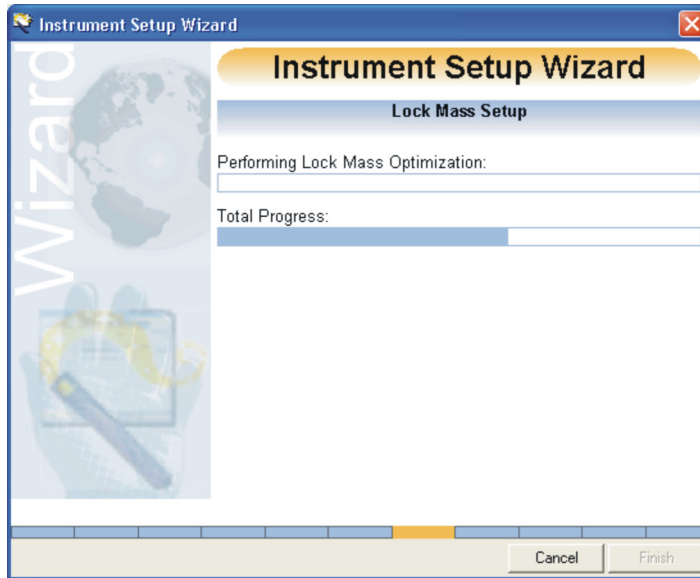 Instrument Setup Wizard
Wizard
Instrument Setup Wizard
Lock Mass Setup
Performing Lock Mass Optimization:
Total Progress:
Cancel
Finish